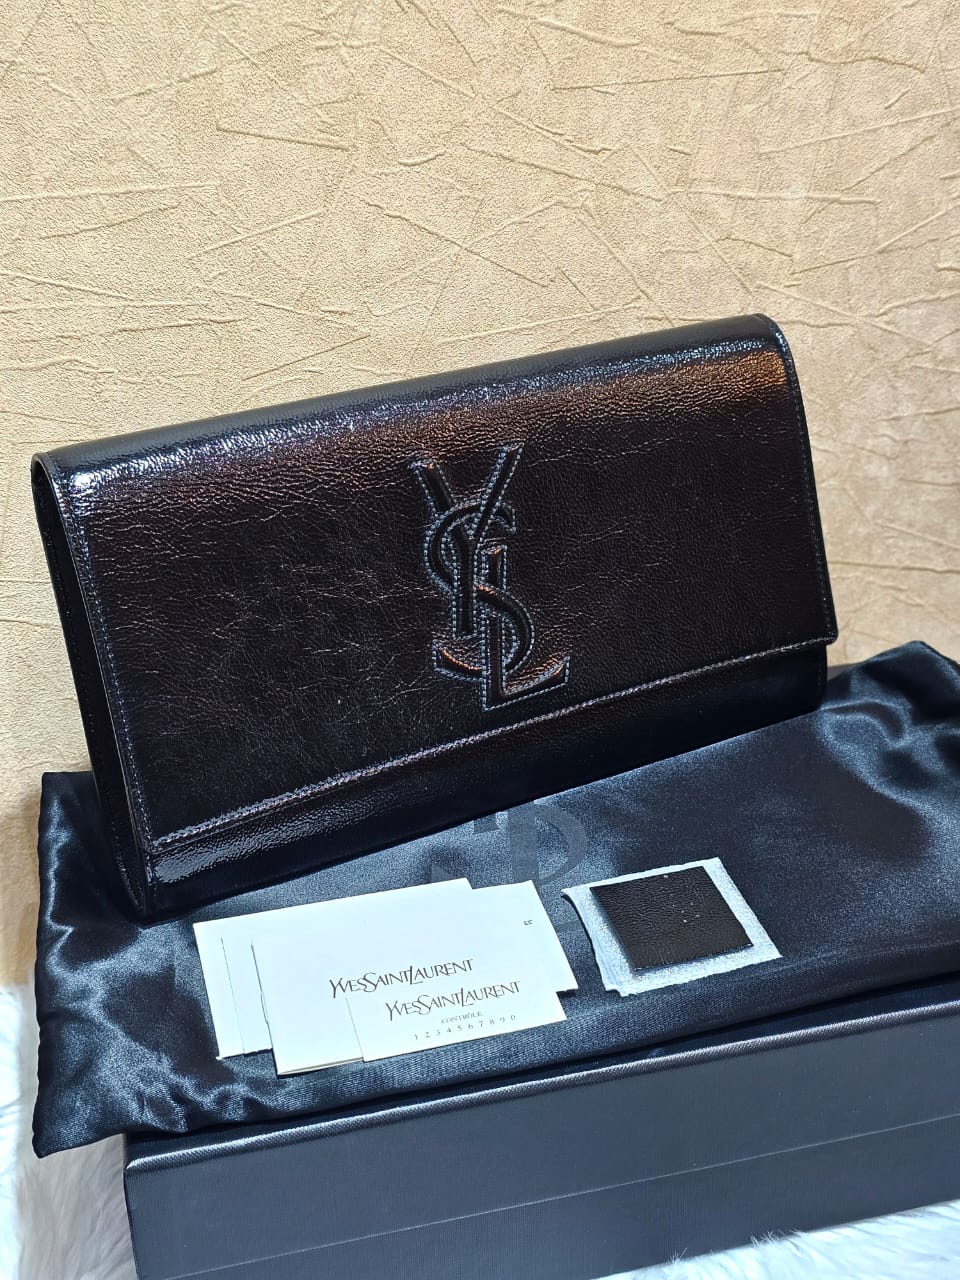 YSL
YVESSAINTLAURENT
YVESSAINTLAURENT
CONTRÔLE
1 2 3 4 5 6 7 8 9 0